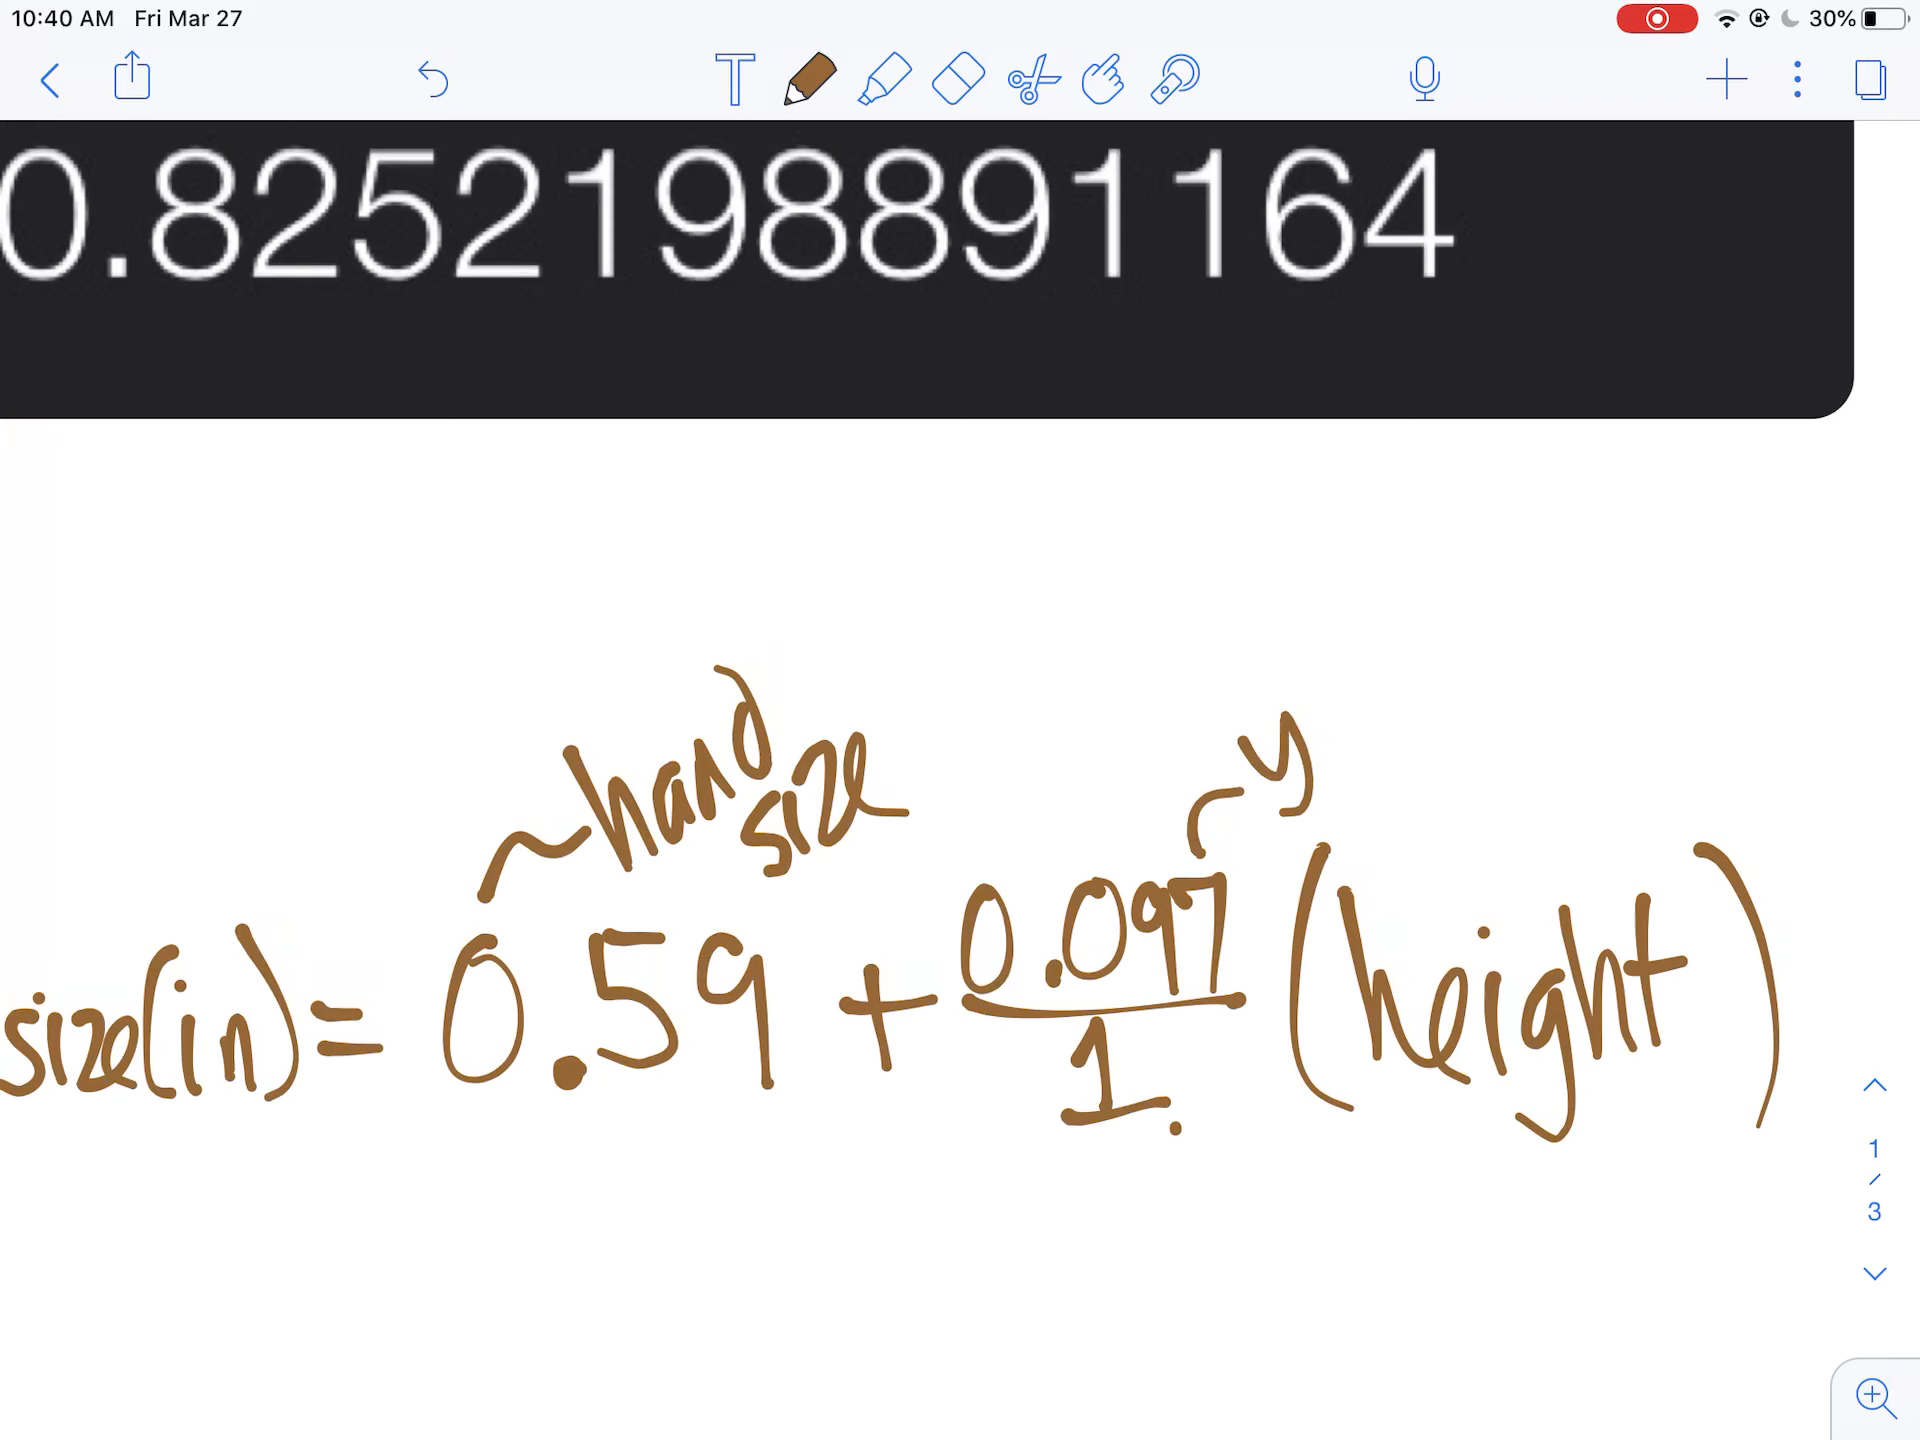 10:40 AM Fri Mar 27
30%
T
0.8252198891164
hand
size
y
size(in) = 0.59 + 0.097/1. (height)
1
/
3